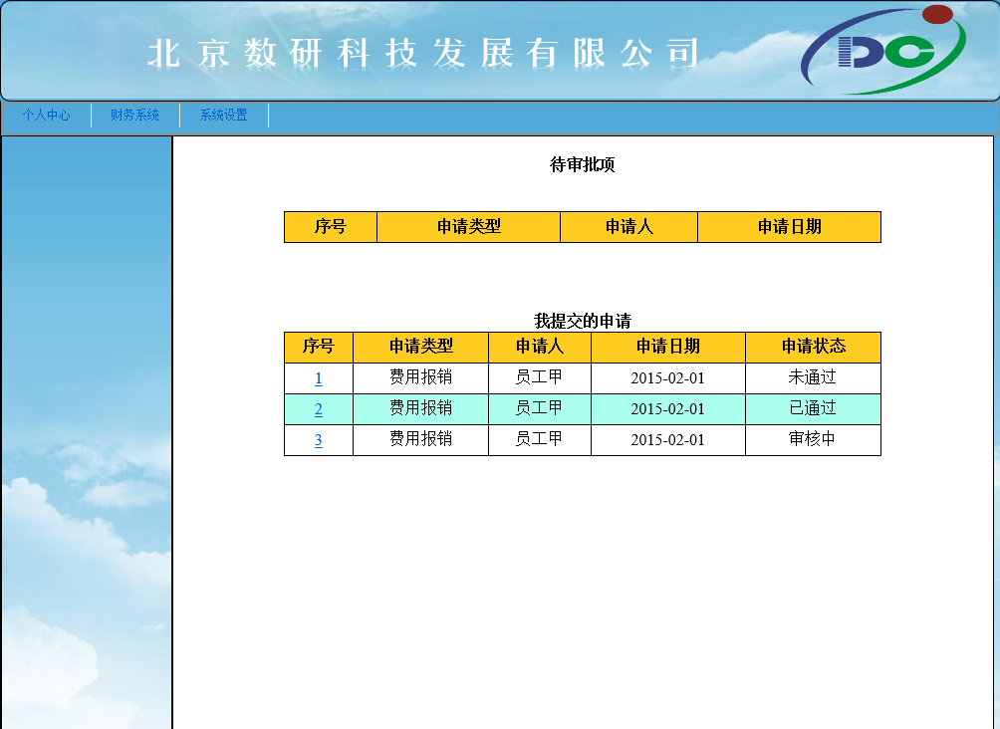 北京数研科技发展有限公司
DC
个人中心 财务系统 系统设置
待审批项
序号 申请类型 申请人 申请日期
我提交的申请
序号 申请类型 申请人 申请日期 申请状态
1 费用报销 员工甲 2015-02-01 未通过
2 费用报销 员工甲 2015-02-01 已通过
3 费用报销 员工甲 2015-02-01 审核中